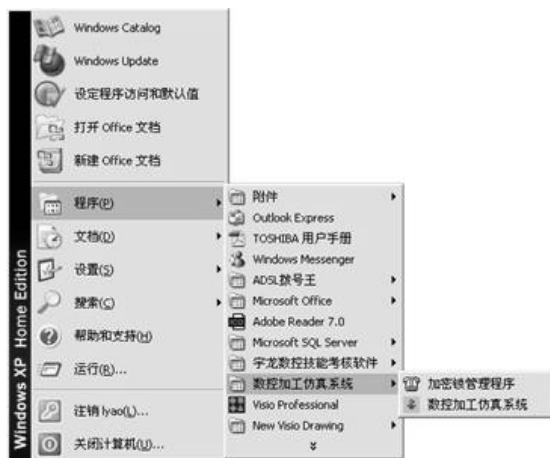 Windows Catalog
Windows Update
设定程序访问和默认值
打开 Office 文档
新建 Office 文档
程序(P)
文档(D)
设置(S)
搜索(C)
帮助和支持(H)
运行(R)...
注销 lyao(L)...
关闭计算机(U)...
Windows XP Home Edition
附件
Outlook Express
TOSHIBA 用户手册
Windows Messenger
ADSL拨号王
Microsoft Office
Adobe Reader 7.0
Microsoft SQL Server
宇龙数控技能考核软件
数控加工仿真系统
Visio Professional
New Visio Drawing
加密锁管理程序
数控加工仿真系统